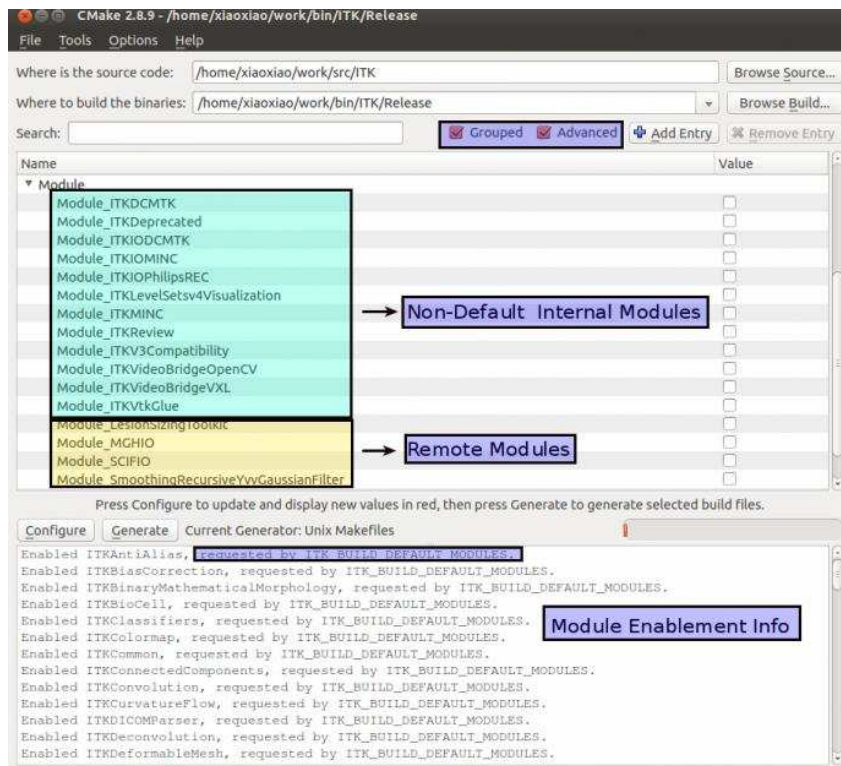 CMake 2.8.9 - /home/xiaoxiao/work/bin/ITK/Release
File Tools Options Help
Where is the source code: /home/xiaoxiao/work/src/ITK Browse Source...
Where to build the binaries: /home/xiaoxiao/work/bin/ITK/Release Browse Build...
Search: Grouped Advanced Add Entry Remove Entry
Name Value
Module
Module_ITKDCMTK
Module_ITKDeprecated
Module_ITKIODCMTK
Module_ITKIOMINC
Module_ITKIOPhilipsREC
Module_ITKLevelSetsv4Visualization
Module_ITKMINC
Non-Default Internal Modules
Module_ITKReview
Module_ITKV3Compatibility
Module_ITKVideoBridgeOpenCV
Module_ITKVideoBridgeVXL
Module_ITKVtkGlue
Module_LesionSizingToolkit
Module_MGHIO
Remote Modules
Module_SCIFIO
Module_SmoothingRecursiveYvvGaussianFilter
Press Configure to update and display new values in red, then press Generate to generate selected build files.
Configure Generate Current Generator: Unix Makefiles
Enabled ITKAntiAlias, requested by ITK_BUILD_DEFAULT_MODULES.
Enabled ITKBiasCorrection, requested by ITK_BUILD_DEFAULT_MODULES.
Enabled ITKBinaryMathematicalMorphology, requested by ITK_BUILD_DEFAULT_MODULES.
Enabled ITKBioCell, requested by ITK_BUILD_DEFAULT_MODULES.
Enabled ITKClassifiers, requested by ITK_BUILD_DEFAULT_MODULES.
Module Enablement Info
Enabled ITKColormap, requested by ITK_BUILD_DEFAULT_MODULES.
Enabled ITKCommon, requested by ITK_BUILD_DEFAULT_MODULES.
Enabled ITKConnectedComponents, requested by ITK_BUILD_DEFAULT_MODULES.
Enabled ITKConvolution, requested by ITK_BUILD_DEFAULT_MODULES.
Enabled ITKCurvatureFlow, requested by ITK_BUILD_DEFAULT_MODULES.
Enabled ITKDICOMParser, requested by ITK_BUILD_DEFAULT_MODULES.
Enabled ITKDeconvolution, requested by ITK_BUILD_DEFAULT_MODULES.
Enabled ITKDeformableMesh, requested by ITK_BUILD_DEFAULT_MODULES.